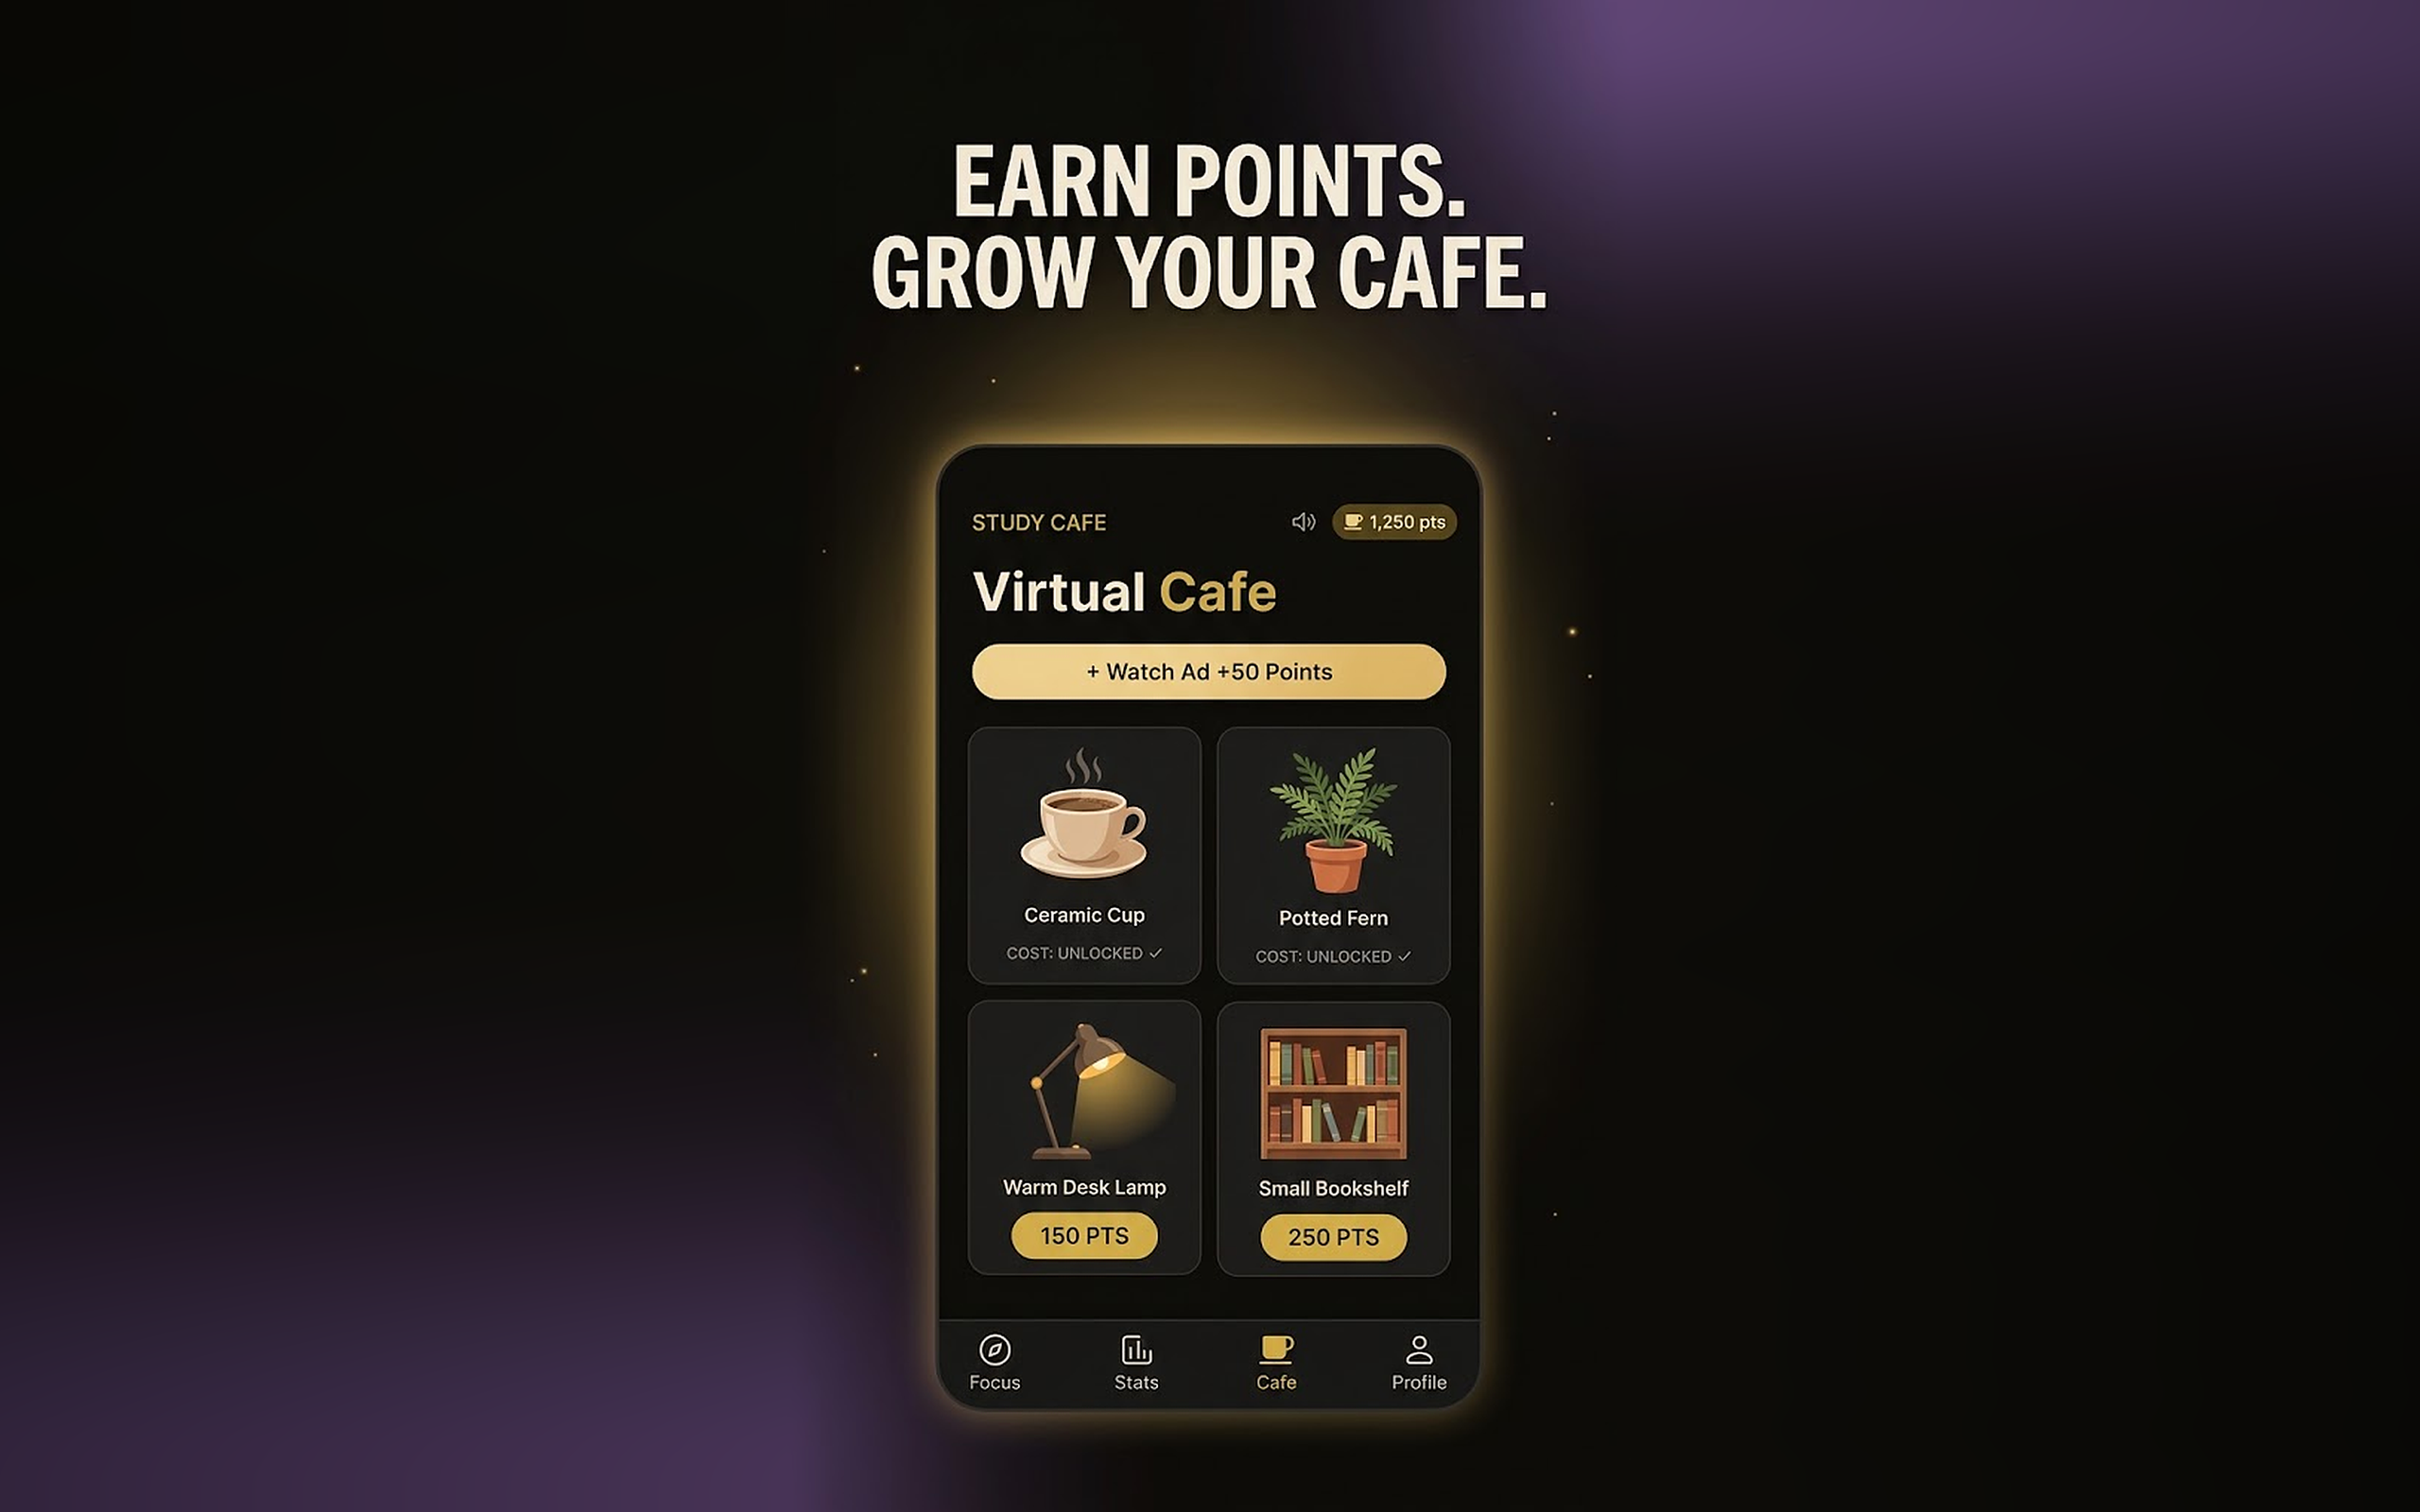 EARN POINTS.
GROW YOUR CAFE.
STUDY CAFE
1,250 pts
Virtual Cafe
+ Watch Ad +50 Points
Ceramic Cup
COST: UNLOCKED ✓
Potted Fern
COST: UNLOCKED ✓
Warm Desk Lamp
150 PTS
Small Bookshelf
250 PTS
Focus
Stats
Cafe
Profile